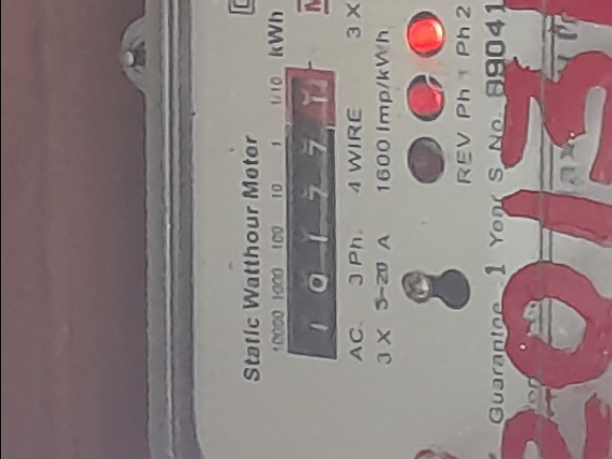 kWh
Static Watthour Meter
10000 1000 100 10 1 1/10
1 0 1 7 7
AC. 3 Ph. 4 WIRE 3 X
3 X 5-20 A 1600 Imp/kWh
REV Ph 1 Ph 2
Guarantee 1 Year S. No. 89041